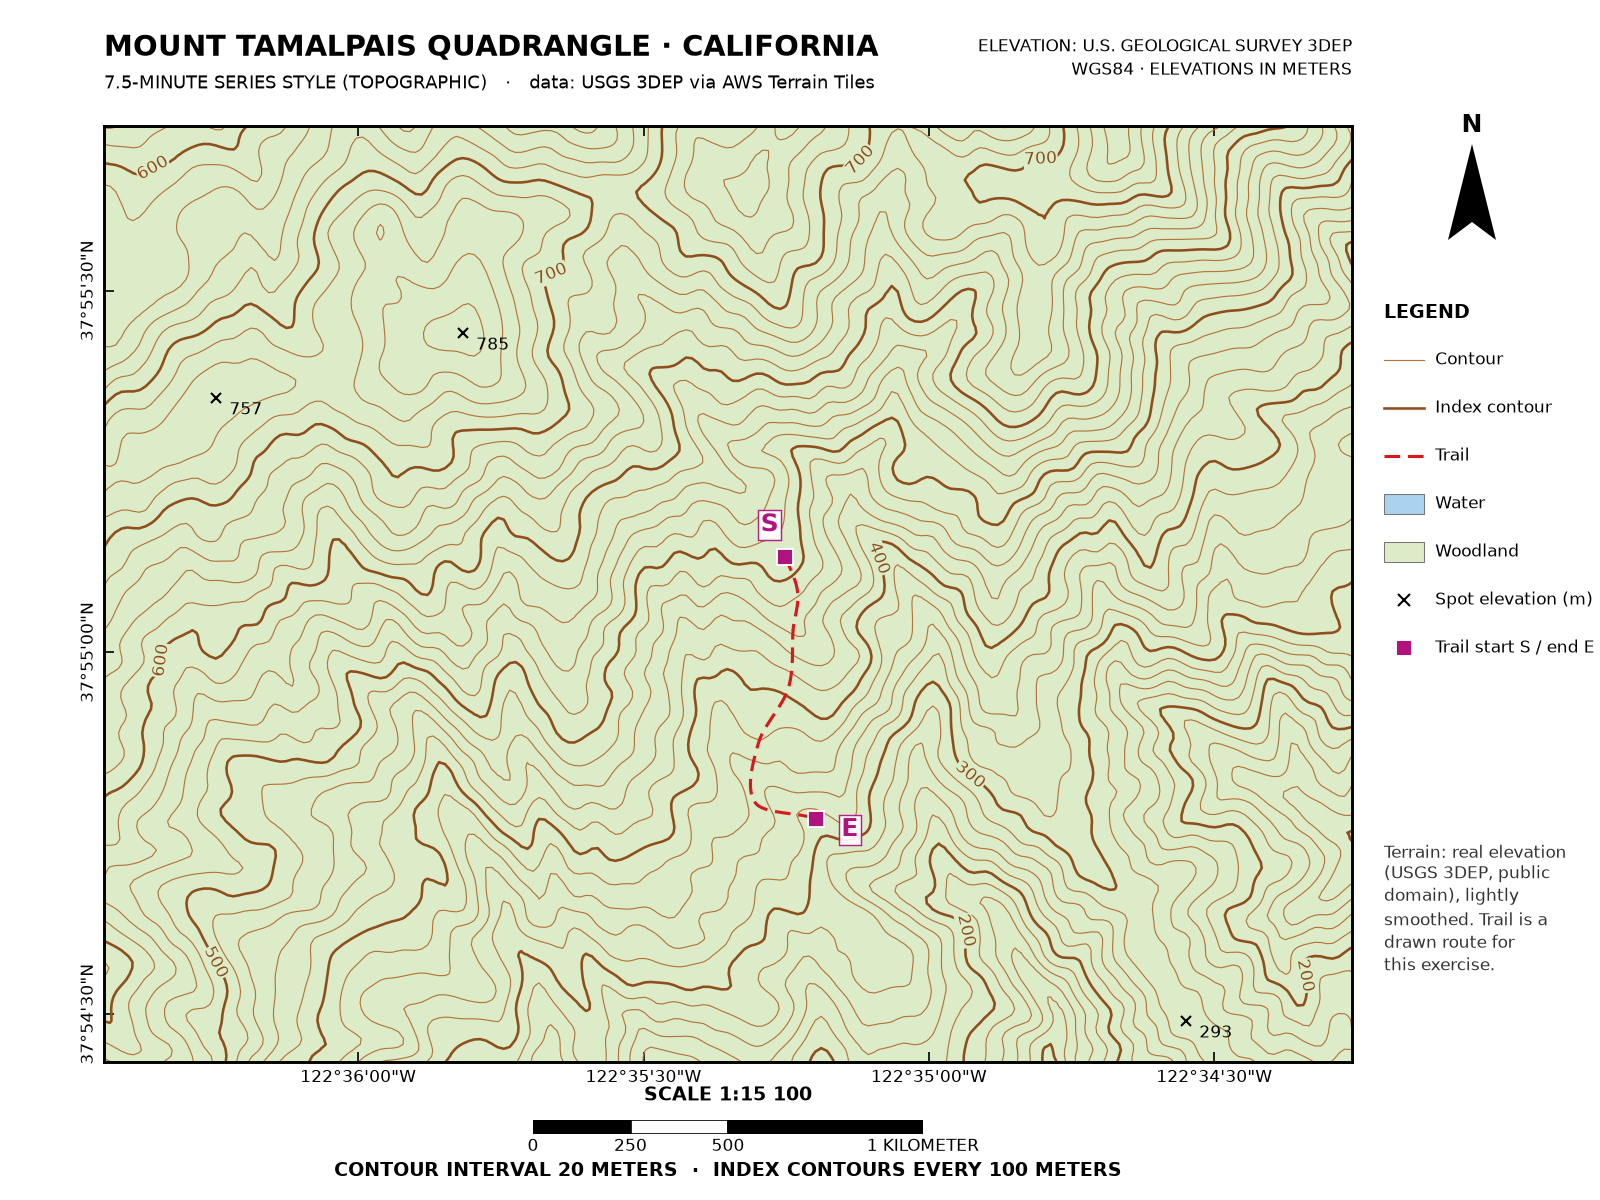 MOUNT TAMALPAIS QUADRANGLE · CALIFORNIA
7.5-MINUTE SERIES STYLE (TOPOGRAPHIC) · data: USGS 3DEP via AWS Terrain Tiles
ELEVATION: U.S. GEOLOGICAL SURVEY 3DEP
WGS84 · ELEVATIONS IN METERS
N
600
700
700
700
37°55'30"N
785
757
S
400
37°55'00"N
600
300
E
500
200
200
37°54'30"N
293
LEGEND
Contour
Index contour
Trail
Water
Woodland
Spot elevation (m)
Trail start S / end E
Terrain: real elevation
(USGS 3DEP, public
domain), lightly
smoothed. Trail is a
drawn route for
this exercise.
122°36'00"W 122°35'30"W 122°35'00"W 122°34'30"W
SCALE 1:15 100
0 250 500 1 KILOMETER
CONTOUR INTERVAL 20 METERS · INDEX CONTOURS EVERY 100 METERS